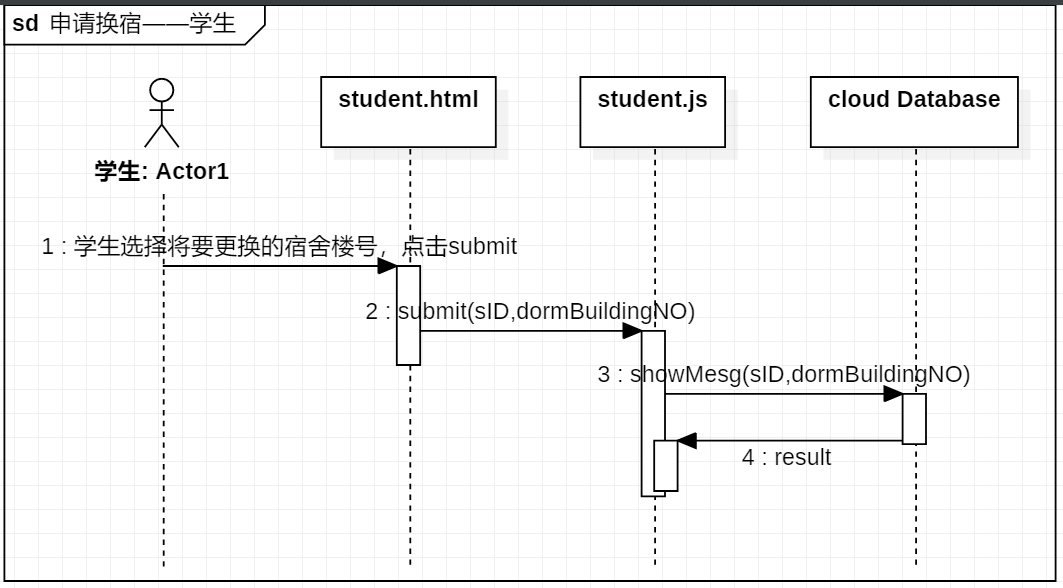 sd 申请换宿——学生
student.html
student.js
cloud Database
学生: Actor1
1 : 学生选择将要更换的宿舍楼号，点击submit
2 : submit(sID,dormBuildingNO)
3 : showMesg(sID,dormBuildingNO)
4 : result